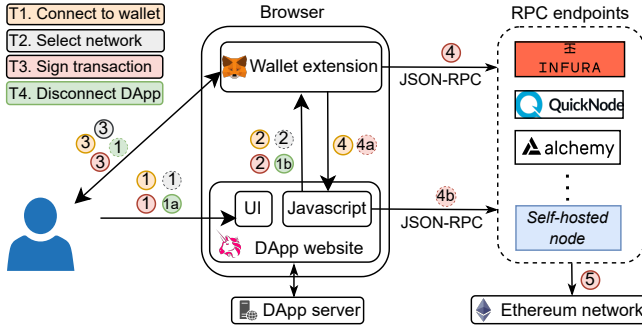 T1. Connect to wallet
T2. Select network
T3. Sign transaction
T4. Disconnect DApp
Browser
RPC endpoints
Wallet extension
4
JSON-RPC
INFURA
QuickNode
alchemy
3
3
1
3
2
2
4
4a
2
1b
1
1
1
1a
UI
Javascript
DApp website
4b
JSON-RPC
Self-hosted
node
5
DApp server
Ethereum network